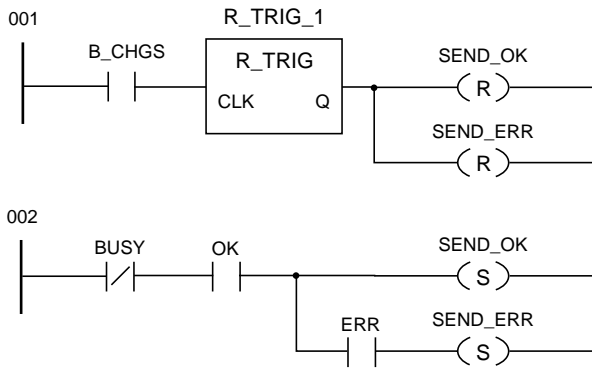 001
R_TRIG_1
B_CHGS
R_TRIG
CLK Q
SEND_OK
R
SEND_ERR
R
002
BUSY OK SEND_OK
S
ERR SEND_ERR
S